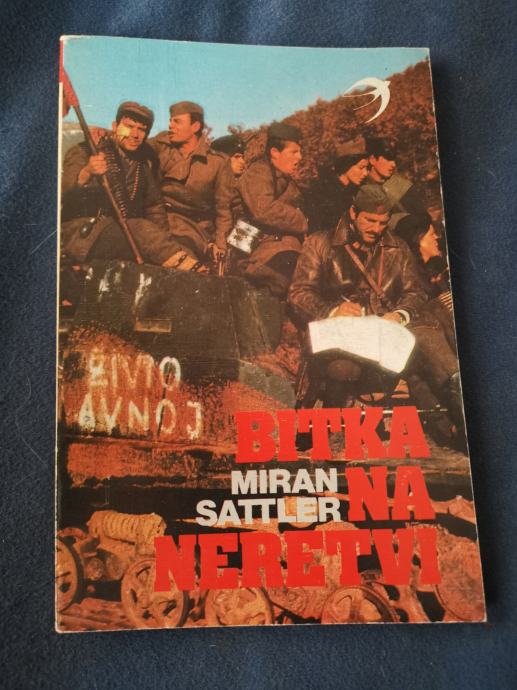 ŽIVIO
AVNOJ
BITKA
MIRAN
SATTLER
NA
NERETVI